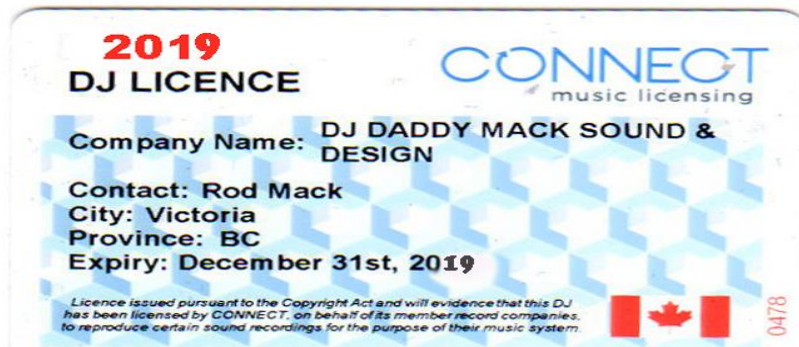 2019
DJ LICENCE
CONNECT
music licensing
Company Name: DJ DADDY MACK SOUND &
DESIGN
Contact: Rod Mack
City: Victoria
Province: BC
Expiry: December 31st, 2019
Licence issued pursuant to the Copyright Act and will evidence that this DJ
has been licensed by CONNECT, on behalf of its member record companies,
to reproduce certain sound recordings for the purpose of their music system.
0478